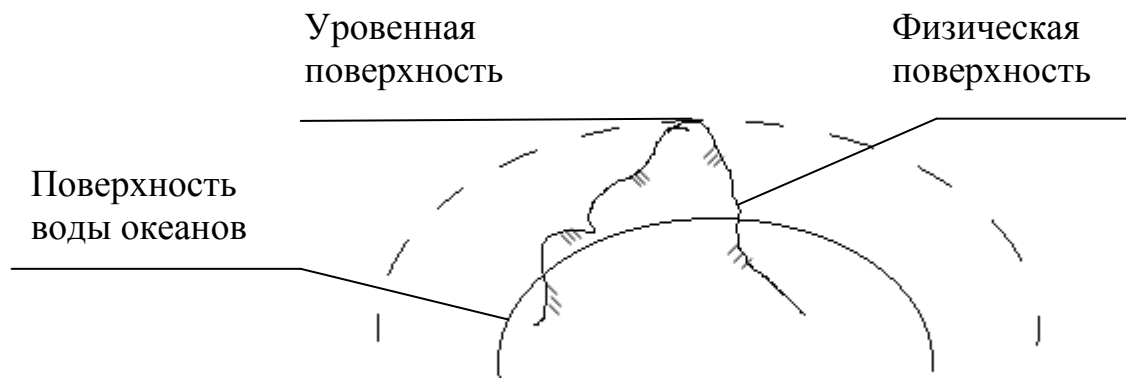 Уровенная
поверхность
Физическая
поверхность
Поверхность
воды океанов